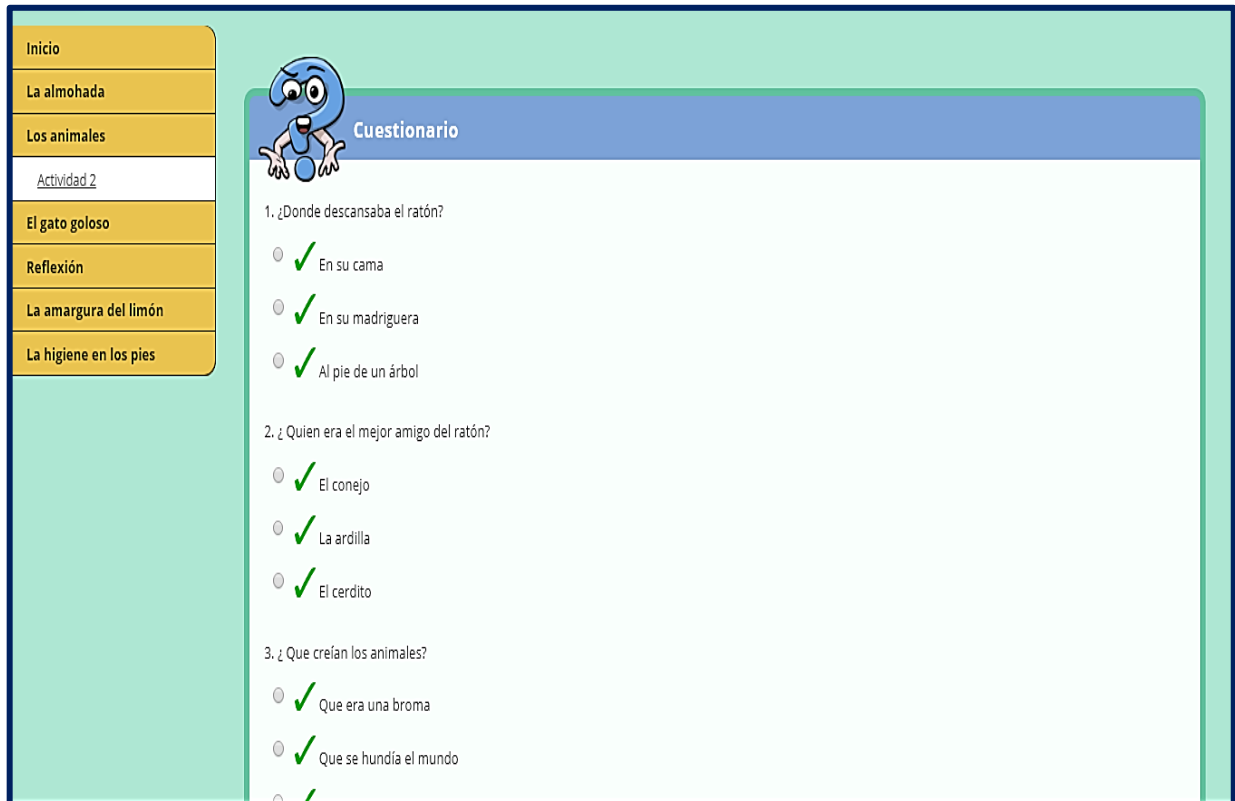 Inicio
La almohada
Los animales
Actividad 2
El gato goloso
Reflexión
La amargura del limón
La higiene en los pies
Cuestionario
1. ¿Donde descansaba el ratón?
En su cama
En su madriguera
Al pie de un árbol
2. ¿ Quien era el mejor amigo del ratón?
El conejo
La ardilla
El cerdito
3. ¿ Que creían los animales?
Que era una broma
Que se hundía el mundo